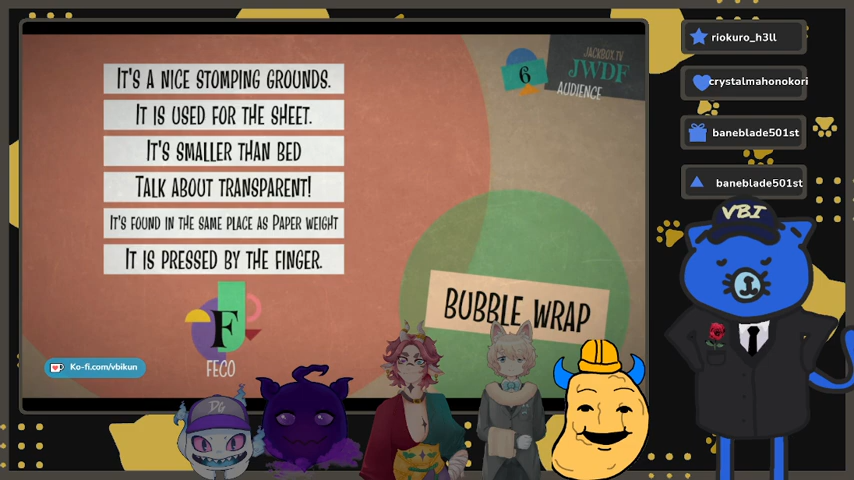 IT'S A NICE STOMPING GROUNDS.
IT IS USED FOR THE SHEET.
IT'S SMALLER THAN BED
TALK ABOUT TRANSPARENT!
IT'S FOUND IN THE SAME PLACE AS PAPER WEIGHT
IT IS PRESSED BY THE FINGER.
F
FECO
Ko-fi.com/vbikun
6
JACKBOX.TV
JWDF
AUDIENCE
BUBBLE WRAP
riokuro_h3ll
crystalmahonokori
baneblade501st
baneblade501st
VBI
DG